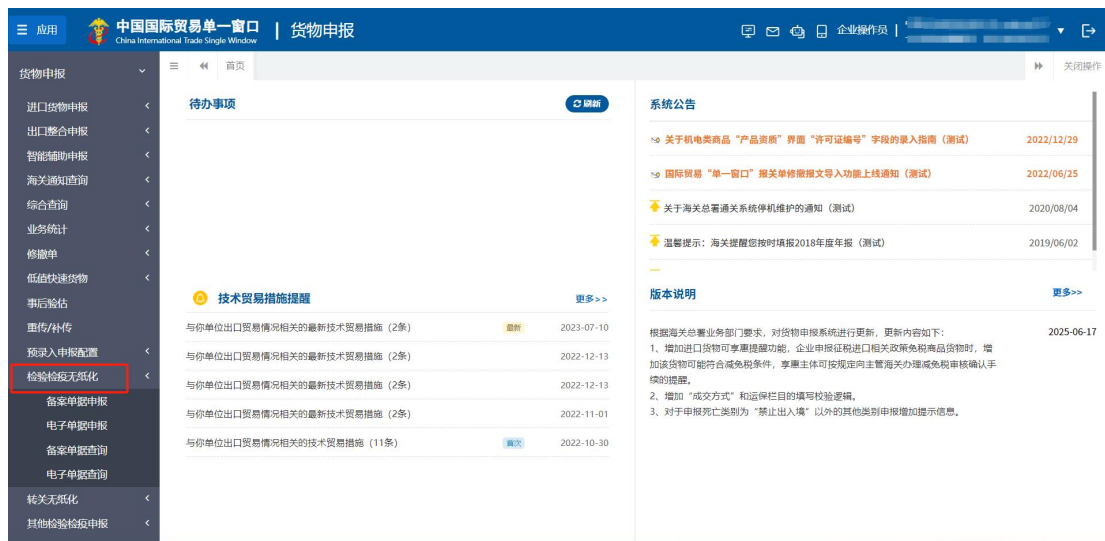 应用
中国国际贸易单一窗口 | 货物申报
China International Trade Single Window
企业操作员 |
货物申报
首页
关闭操作
进口货物申报
出口整合申报
智能辅助申报
海关通知查询
综合查询
业务统计
修撤单
低值快速货物
事后验估
重传/补传
预录入申报配置
检验检疫无纸化
备案单据申报
电子单据申报
备案单据查询
电子单据查询
转关无纸化
其他检验检疫申报
待办事项
刷新
技术贸易措施提醒 更多>>
与你单位出口贸易情况相关的最新技术贸易措施（2条） 最新 2023-07-10
与你单位出口贸易情况相关的最新技术贸易措施（2条） 2022-12-13
与你单位出口贸易情况相关的最新技术贸易措施（2条） 2022-12-13
与你单位出口贸易情况相关的最新技术贸易措施（2条） 2022-11-01
与你单位出口贸易情况相关的技术贸易措施（11条） 首次 2022-10-30
系统公告
关于机电类商品“产品资质”界面“许可证编号”字段的录入指南（测试） 2022/12/29
国际贸易“单一窗口”报关单修撤报文导入功能上线通知（测试） 2022/06/25
关于海关总署通关系统停机维护的通知（测试） 2020/08/04
温馨提示：海关提醒您按时填报2018年度年报（测试） 2019/06/02
版本说明 更多>>
根据海关总署业务部门要求，对货物申报系统进行更新，更新内容如下： 2025-06-17
1、增加进口货物可享惠提醒功能，企业申报征税进口相关政策免税商品货物时，增
加该货物可能符合减免税条件，享惠主体可按规定向主管海关办理减免税审核确认手
续的提醒。
2、增加“成交方式”和运保栏目的填写校验逻辑。
3、对于申报死亡类别为“禁止出入境”以外的其他类别申报增加提示信息。